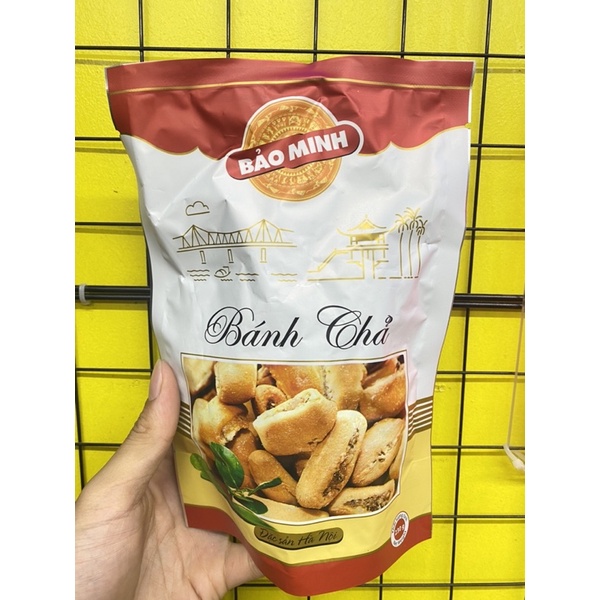 BẢO MINH
Bánh Chả
Đặc sản Hà Nội